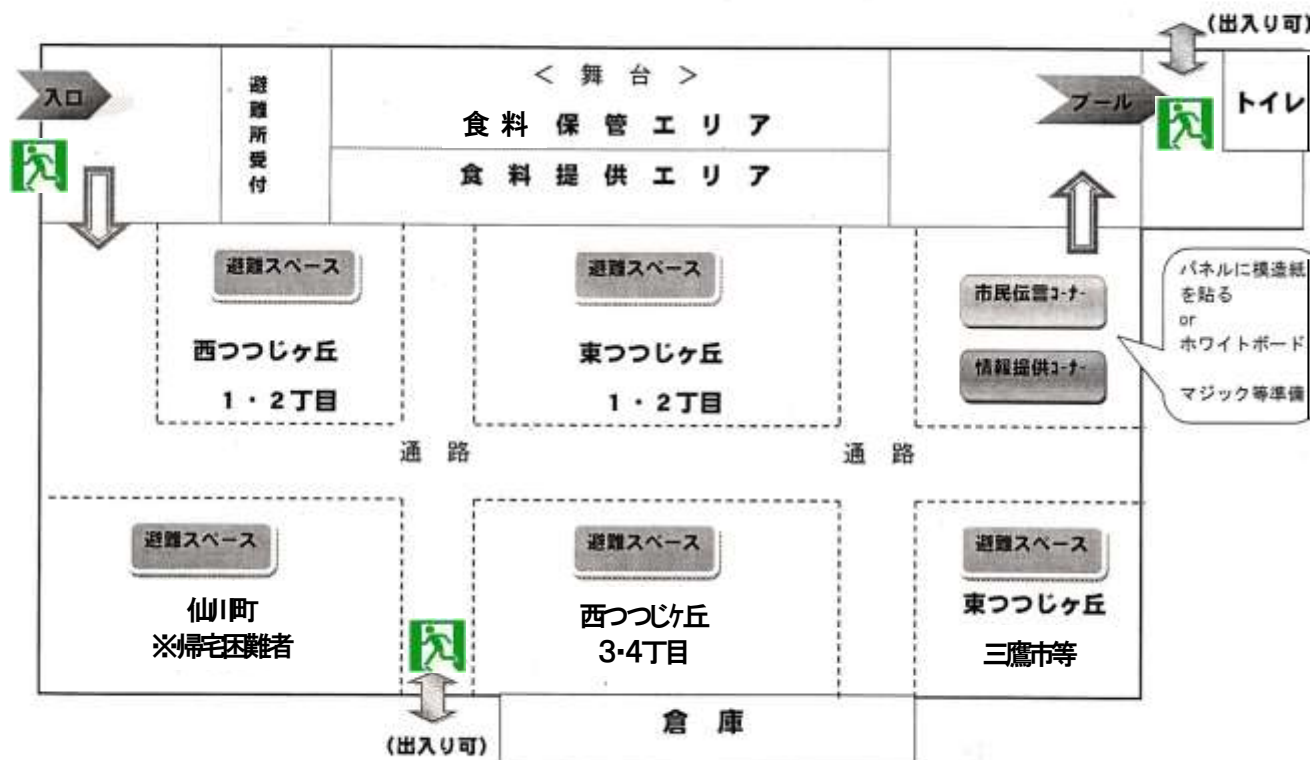 (出入り可)
入口
避難所受付
＜ 舞 台 ＞
食料 保 管 エ リ ア
食 料 提 供 エ リ ア
プール
トイレ
避難スペース
西つつじヶ丘
1・2丁目
避難スペース
東つつじヶ丘
1・2丁目
市民伝言ｺｰﾅｰ
情報提供ｺｰﾅｰ
パネルに模造紙
を貼る
or
ホワイトボード
マジック等準備
通 路
通 路
避難スペース
仙川町
※帰宅困難者
避難スペース
西つつじケ丘
3・4丁目
避難スペース
東つつじヶ丘
三鷹市等
(出入り可)
倉 庫